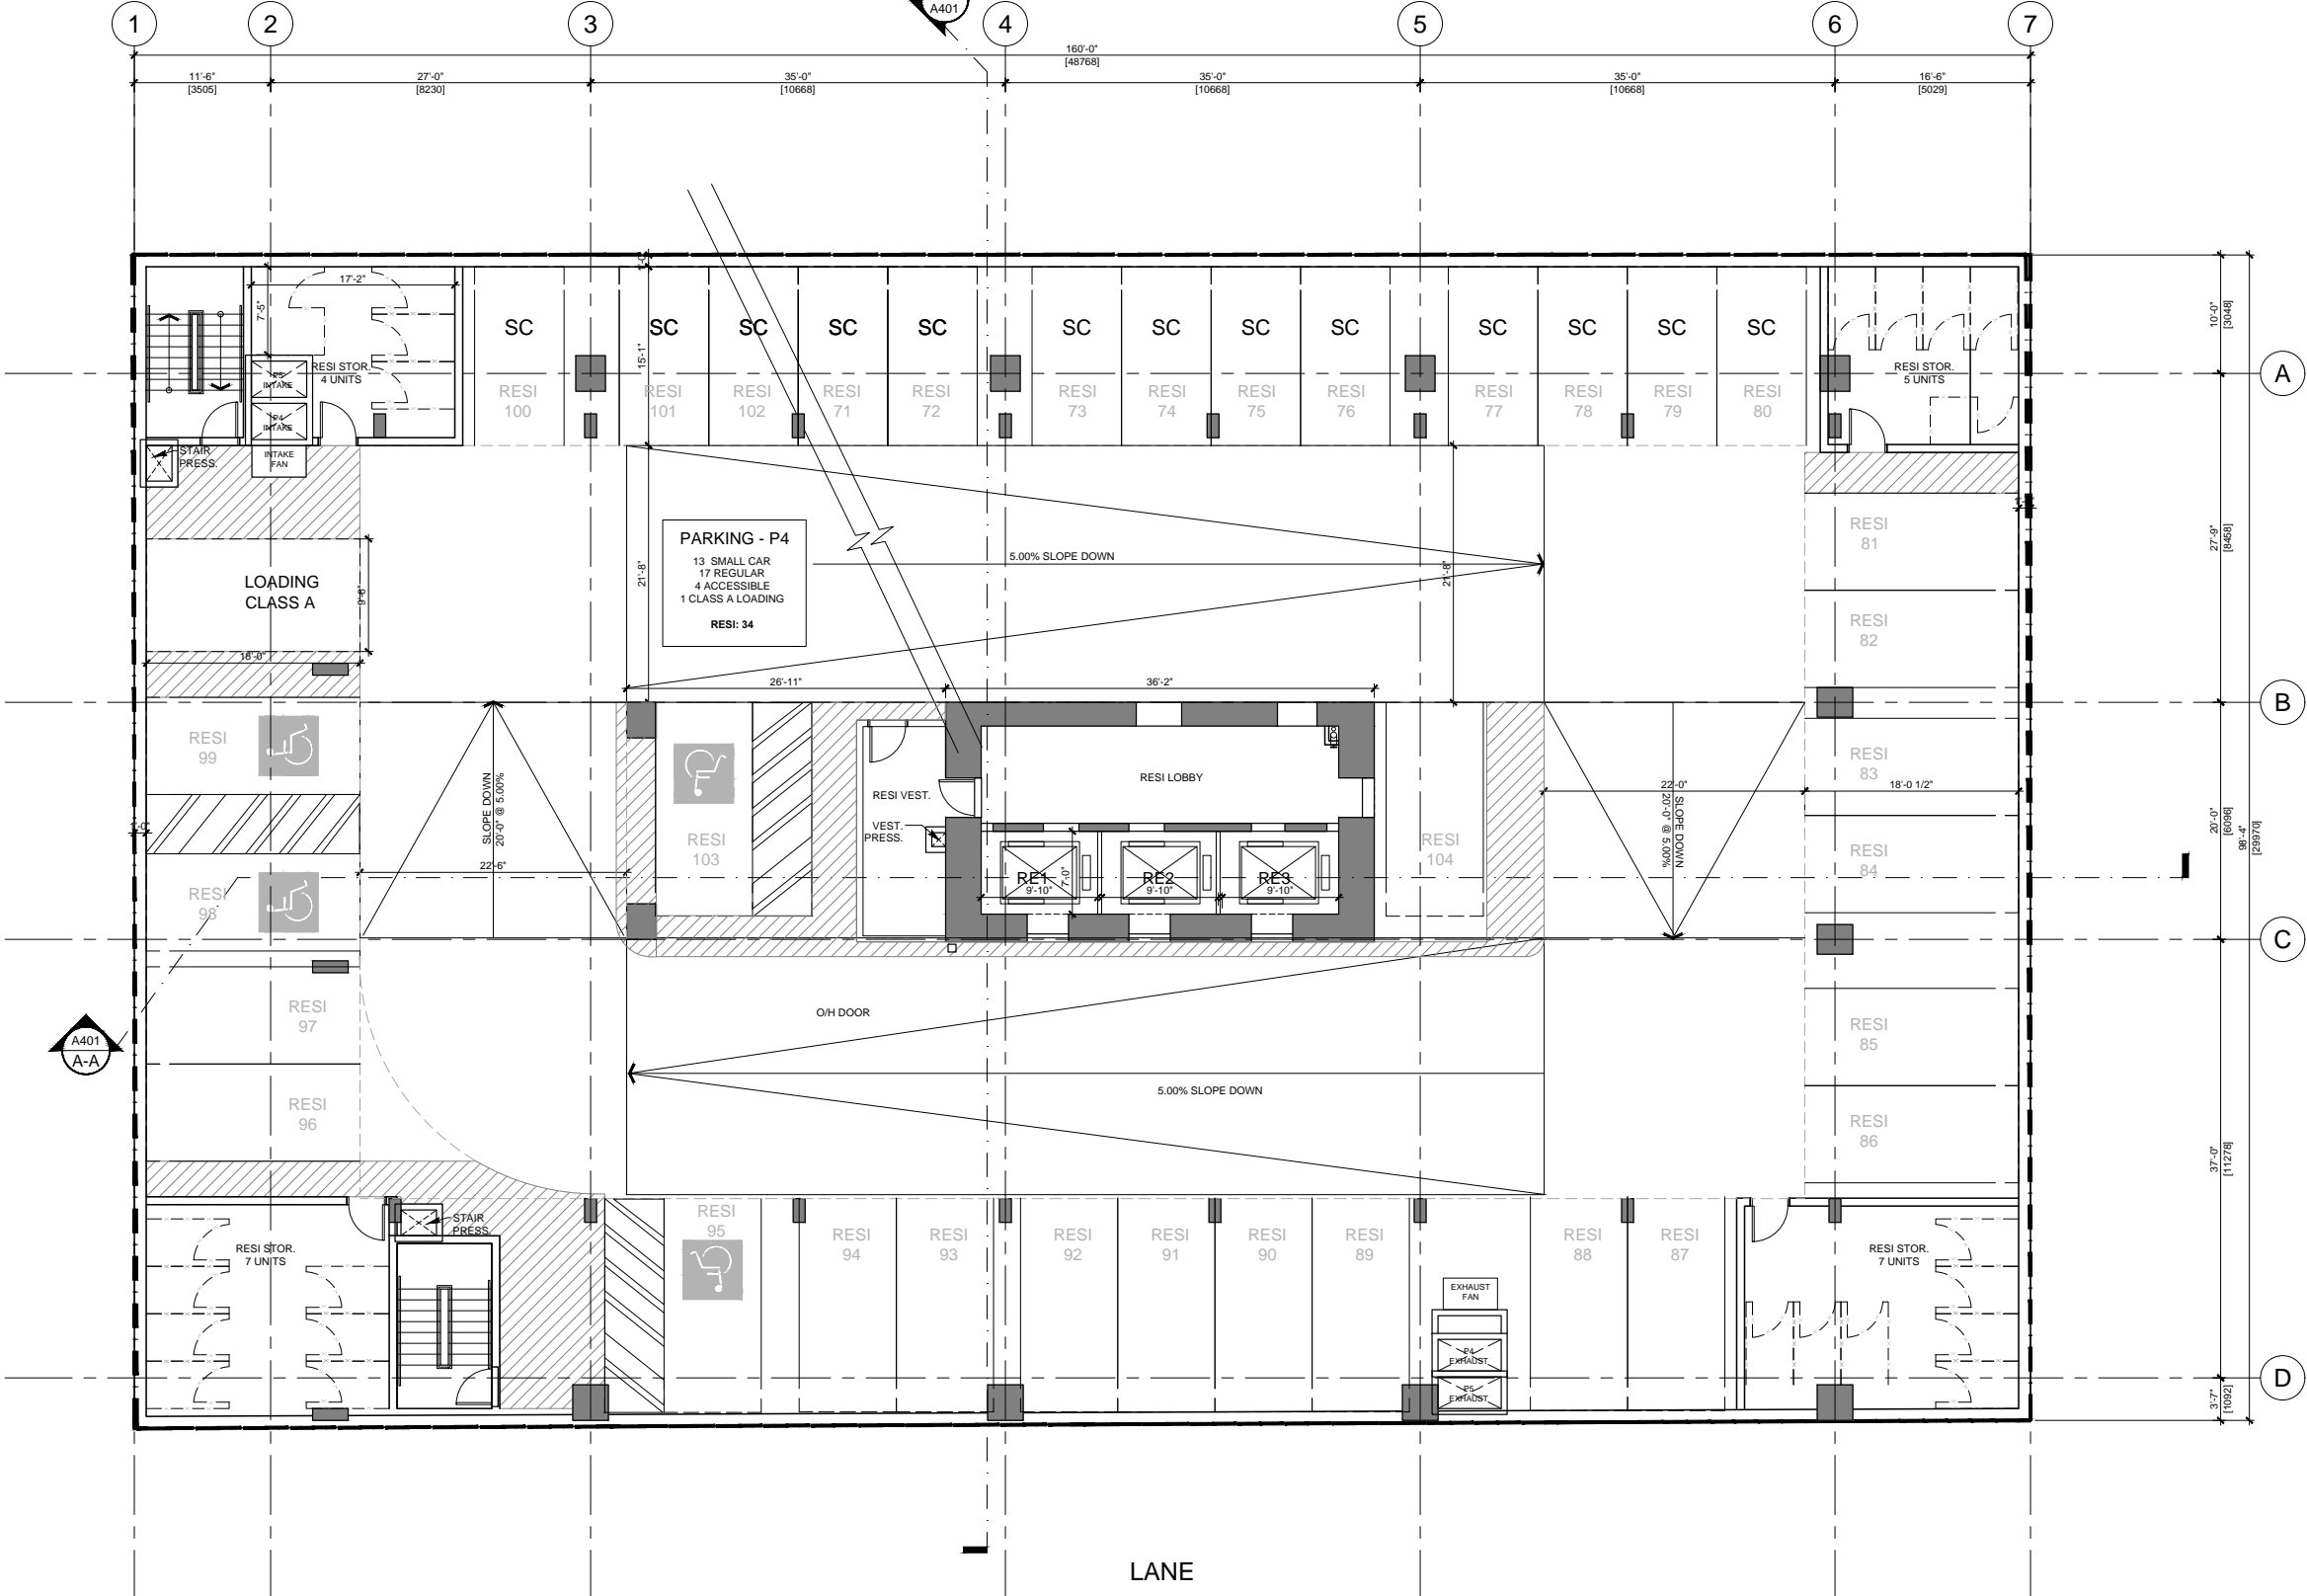 A401
1
2
3
4
5
6
7
160'-0"
[48768]
11'-6"
[3505]
27'-0"
[8230]
35'-0"
[10668]
35'-0"
[10668]
35'-0"
[10668]
16'-6"
[5029]
17'-2"
7'-5"
15'-1"
RESI STOR.
4 UNITS
P5
INTAKE
P4
INTAKE
INTAKE
FAN
STAIR
PRESS.
SC
RESI
100
SC
RESI
101
SC
RESI
102
SC
RESI
71
SC
RESI
72
SC
RESI
73
SC
RESI
74
SC
RESI
75
SC
RESI
76
SC
RESI
77
SC
RESI
78
SC
RESI
79
SC
RESI
80
RESI STOR.
5 UNITS
10'-0"
[3048]
A
LOADING
CLASS A
9'-6"
18'-0"
21'-8"
PARKING - P4
13 SMALL CAR
17 REGULAR
4 ACCESSIBLE
1 CLASS A LOADING
RESI: 34
5.00% SLOPE DOWN
21'-8"
RESI
81
RESI
82
27'-9"
[8458]
26'-11"
36'-2"
B
RESI
99
SLOPE DOWN
20'-0" @ 5.00%
22'-6"
1'-0"
RESI
103
RESI VEST.
VEST.
PRESS.
RESI LOBBY
RE1
9'-10"
7'-0"
RE2
9'-10"
RE3
9'-10"
RESI
104
22'-0"
SLOPE DOWN
20'-0" @ 5.00%
18'-0 1/2"
RESI
83
RESI
84
20'-0"
[6096]
98'-4"
[29970]
RESI
98
C
A401
A-A
RESI
97
RESI
96
O/H DOOR
5.00% SLOPE DOWN
RESI
85
RESI
86
37'-0"
[11278]
RESI STOR.
7 UNITS
STAIR
PRESS.
RESI
95
RESI
94
RESI
93
RESI
92
RESI
91
RESI
90
RESI
89
EXHAUST
FAN
P4
EXHAUST
P5
EXHAUST
RESI
88
RESI
87
RESI STOR.
7 UNITS
D
3'-7"
[1092]
LANE